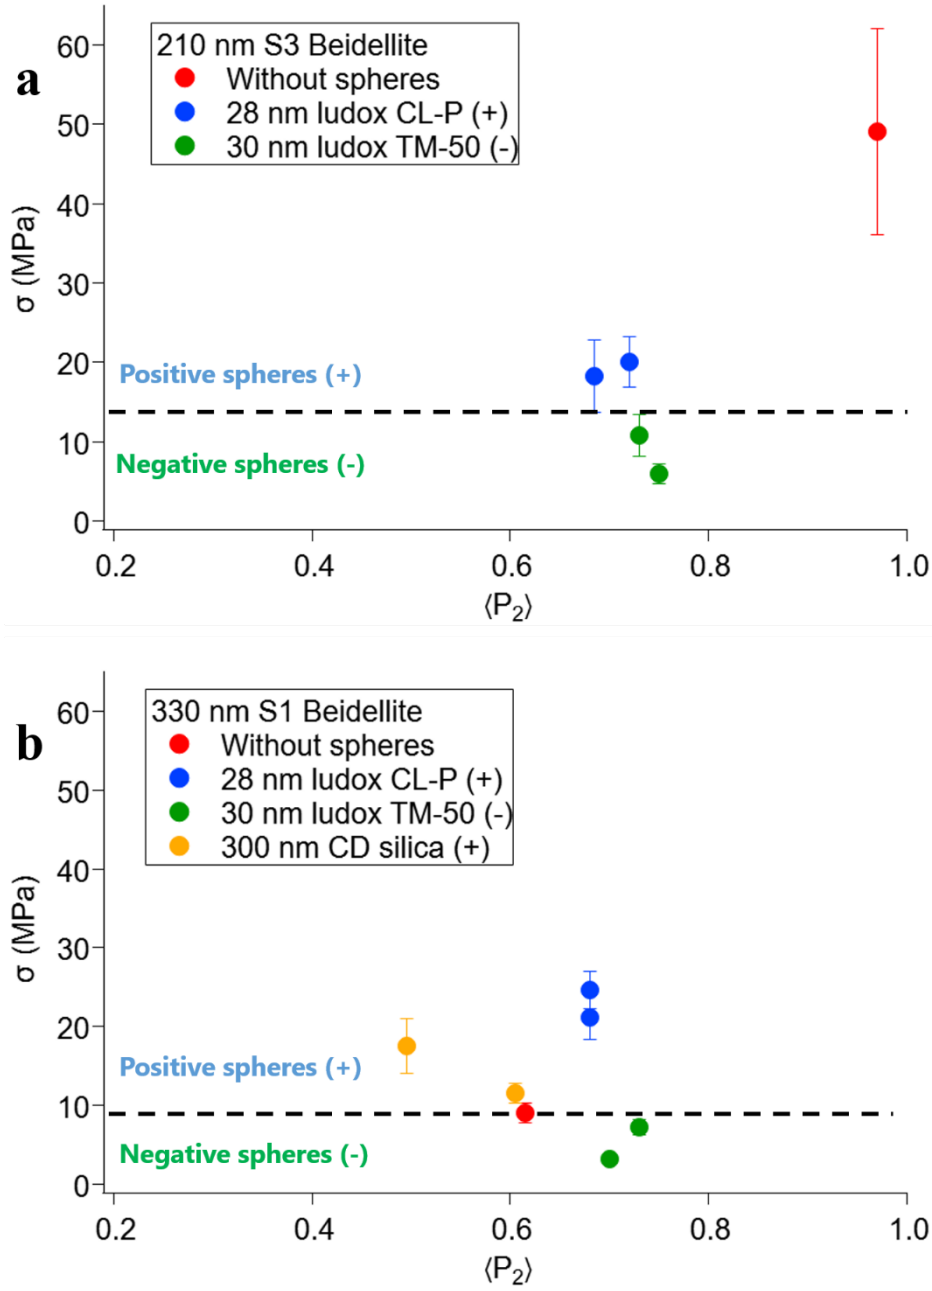 a
210 nm S3 Beidellite
Without spheres
28 nm ludox CL-P (+)
30 nm ludox TM-50 (-)
60
50
40
30
20
10
0
σ (MPa)
Positive spheres (+)
Negative spheres (-)
0.2 0.4 0.6 0.8 1.0
⟨P₂⟩
b
330 nm S1 Beidellite
Without spheres
28 nm ludox CL-P (+)
30 nm ludox TM-50 (-)
300 nm CD silica (+)
60
50
40
30
20
10
0
σ (MPa)
Positive spheres (+)
Negative spheres (-)
0.2 0.4 0.6 0.8 1.0
⟨P₂⟩